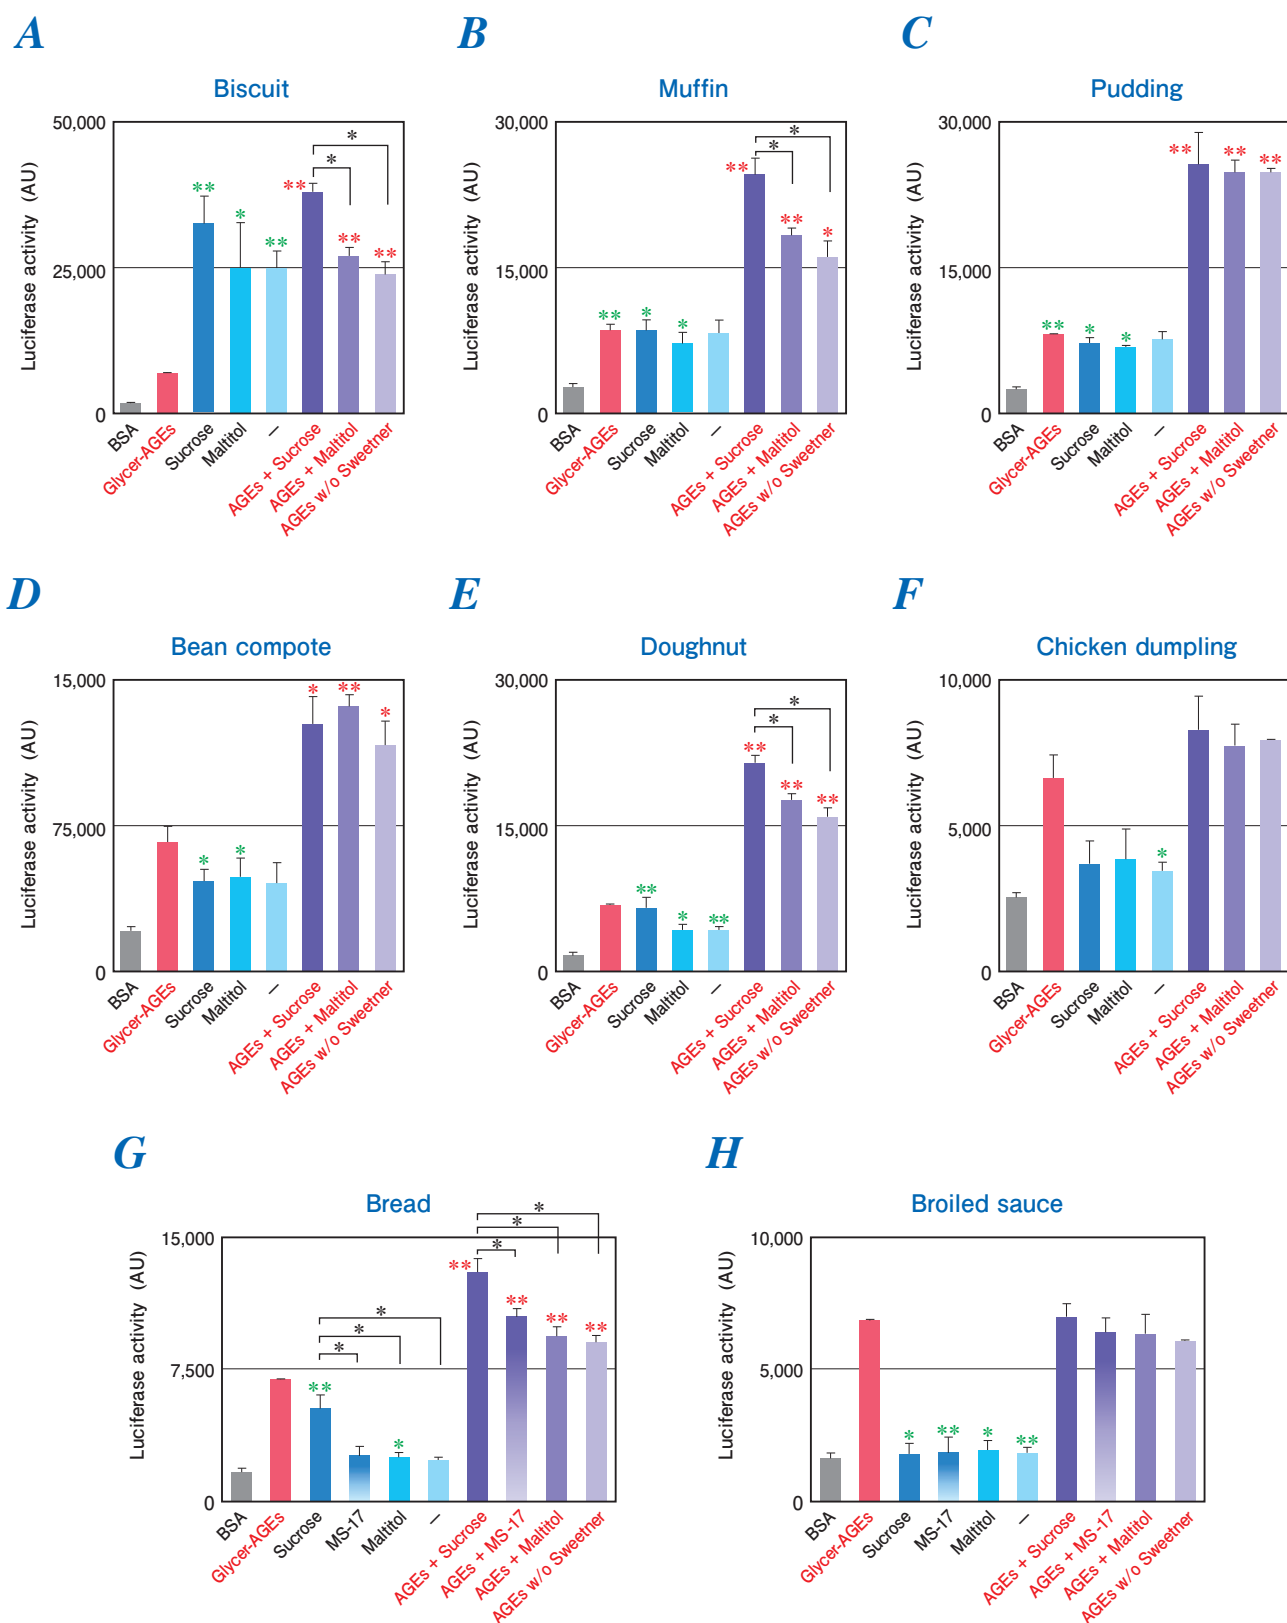 A
Biscuit
Luciferase activity (AU)
50,000
25,000
0
**
*
**
**
**
**
*
*
BSA
Glycer-AGEs
Sucrose
Maltitol
—
AGEs + Sucrose
AGEs + Maltitol
AGEs w/o Sweetner
B
Muffin
Luciferase activity (AU)
30,000
15,000
0
**
*
*
**
**
*
*
*
BSA
Glycer-AGEs
Sucrose
Maltitol
—
AGEs + Sucrose
AGEs + Maltitol
AGEs w/o Sweetner
C
Pudding
Luciferase activity (AU)
30,000
15,000
0
**
*
*
**
**
**
BSA
Glycer-AGEs
Sucrose
Maltitol
—
AGEs + Sucrose
AGEs + Maltitol
AGEs w/o Sweetner
D
Bean compote
Luciferase activity (AU)
15,000
75,000
0
*
*
*
**
*
BSA
Glycer-AGEs
Sucrose
Maltitol
—
AGEs + Sucrose
AGEs + Maltitol
AGEs w/o Sweetner
E
Doughnut
Luciferase activity (AU)
30,000
15,000
0
**
*
**
**
**
**
*
*
BSA
Glycer-AGEs
Sucrose
Maltitol
—
AGEs + Sucrose
AGEs + Maltitol
AGEs w/o Sweetner
F
Chicken dumpling
Luciferase activity (AU)
10,000
5,000
0
*
BSA
Glycer-AGEs
Sucrose
Maltitol
—
AGEs + Sucrose
AGEs + Maltitol
AGEs w/o Sweetner
G
Bread
Luciferase activity (AU)
15,000
7,500
0
**
*
*
*
*
**
**
**
**
*
*
*
BSA
Glycer-AGEs
Sucrose
MS-17
Maltitol
—
AGEs + Sucrose
AGEs + MS-17
AGEs + Maltitol
AGEs w/o Sweetner
H
Broiled sauce
Luciferase activity (AU)
10,000
5,000
0
*
**
*
**
BSA
Glycer-AGEs
Sucrose
MS-17
Maltitol
—
AGEs + Sucrose
AGEs + MS-17
AGEs + Maltitol
AGEs w/o Sweetner